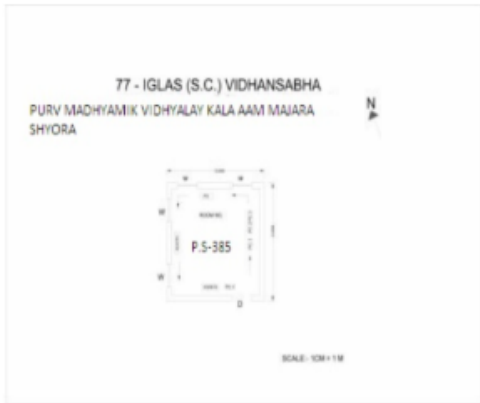 77 - IGLAS (S.C.) VIDHANSABHA
N
PURV MADHYAMIK VIDHYALAY KALA AAM MAJARA
SHYORA
W W
W
P.S-385
W
D
SCALE:- 1CM = 1 M